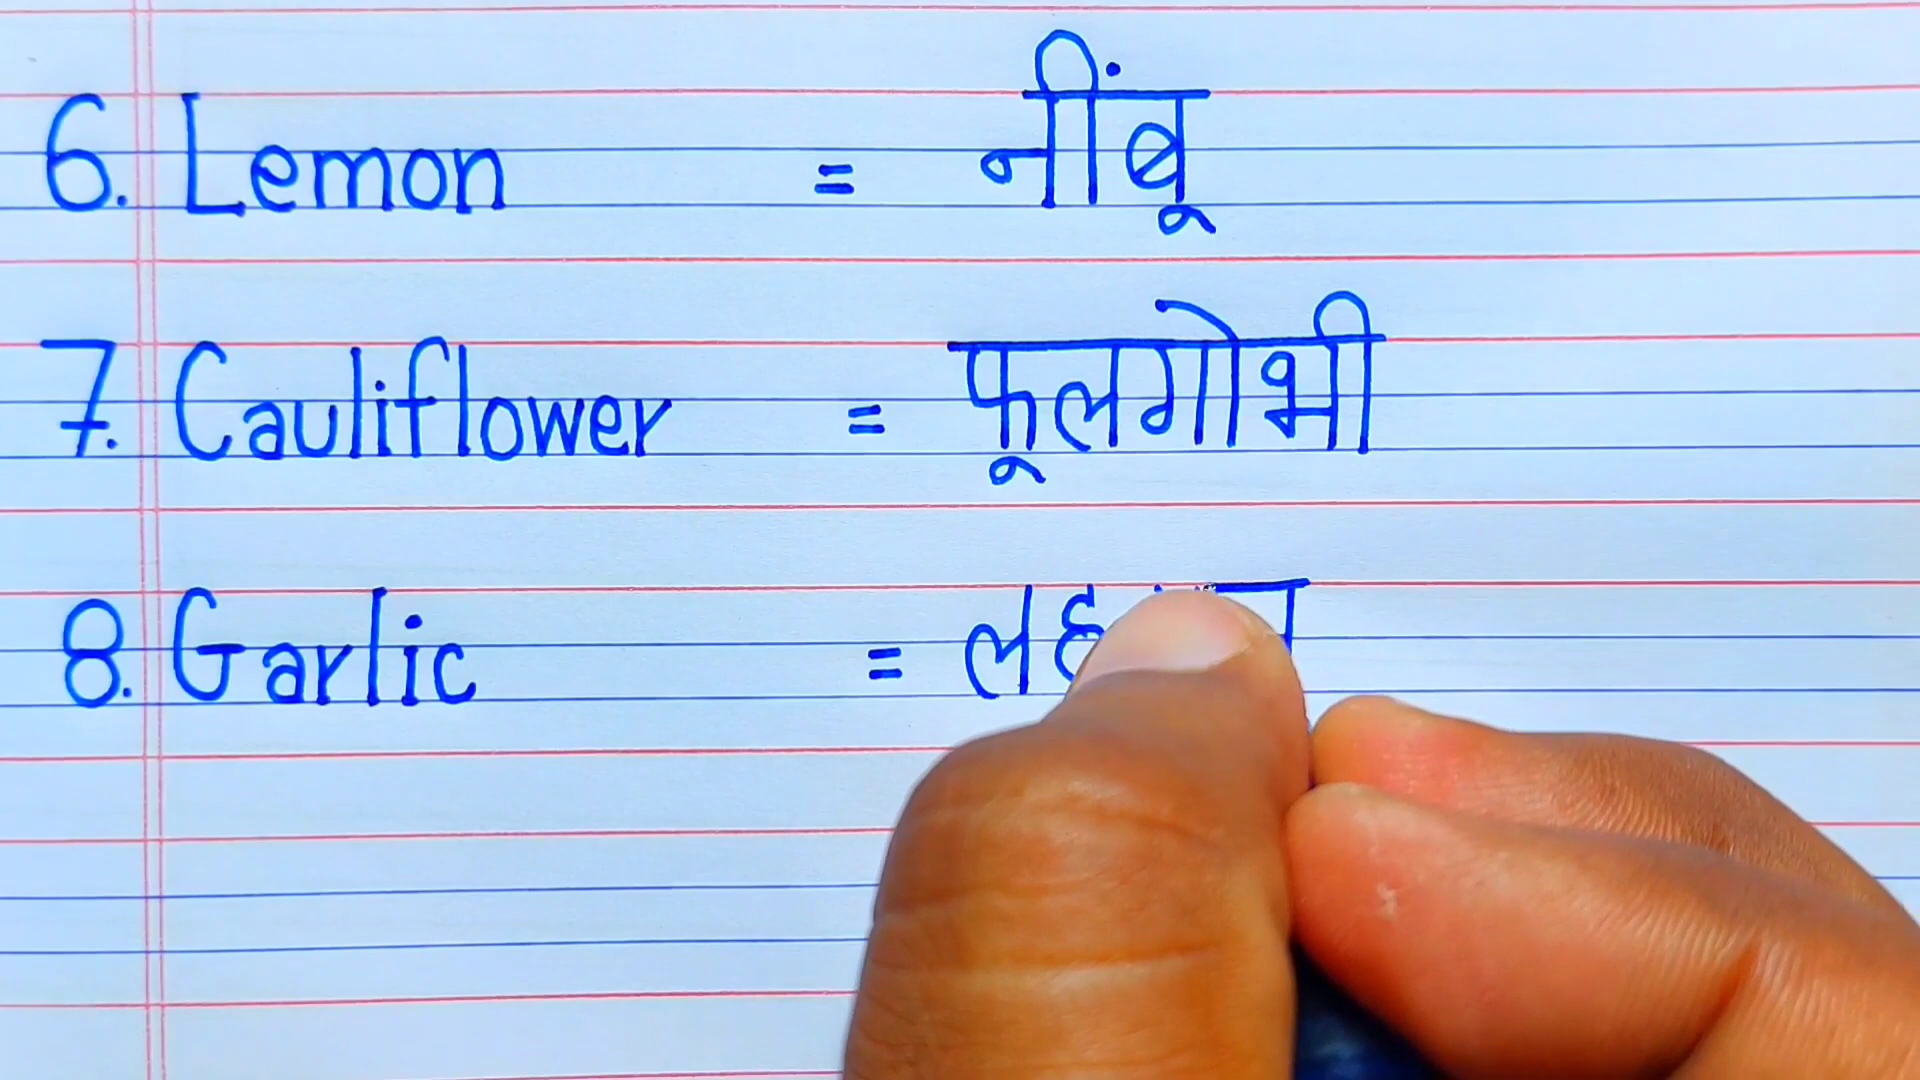 6. Lemon = नींबू
7. Cauliflower = फूलगोभी
8. Garlic =